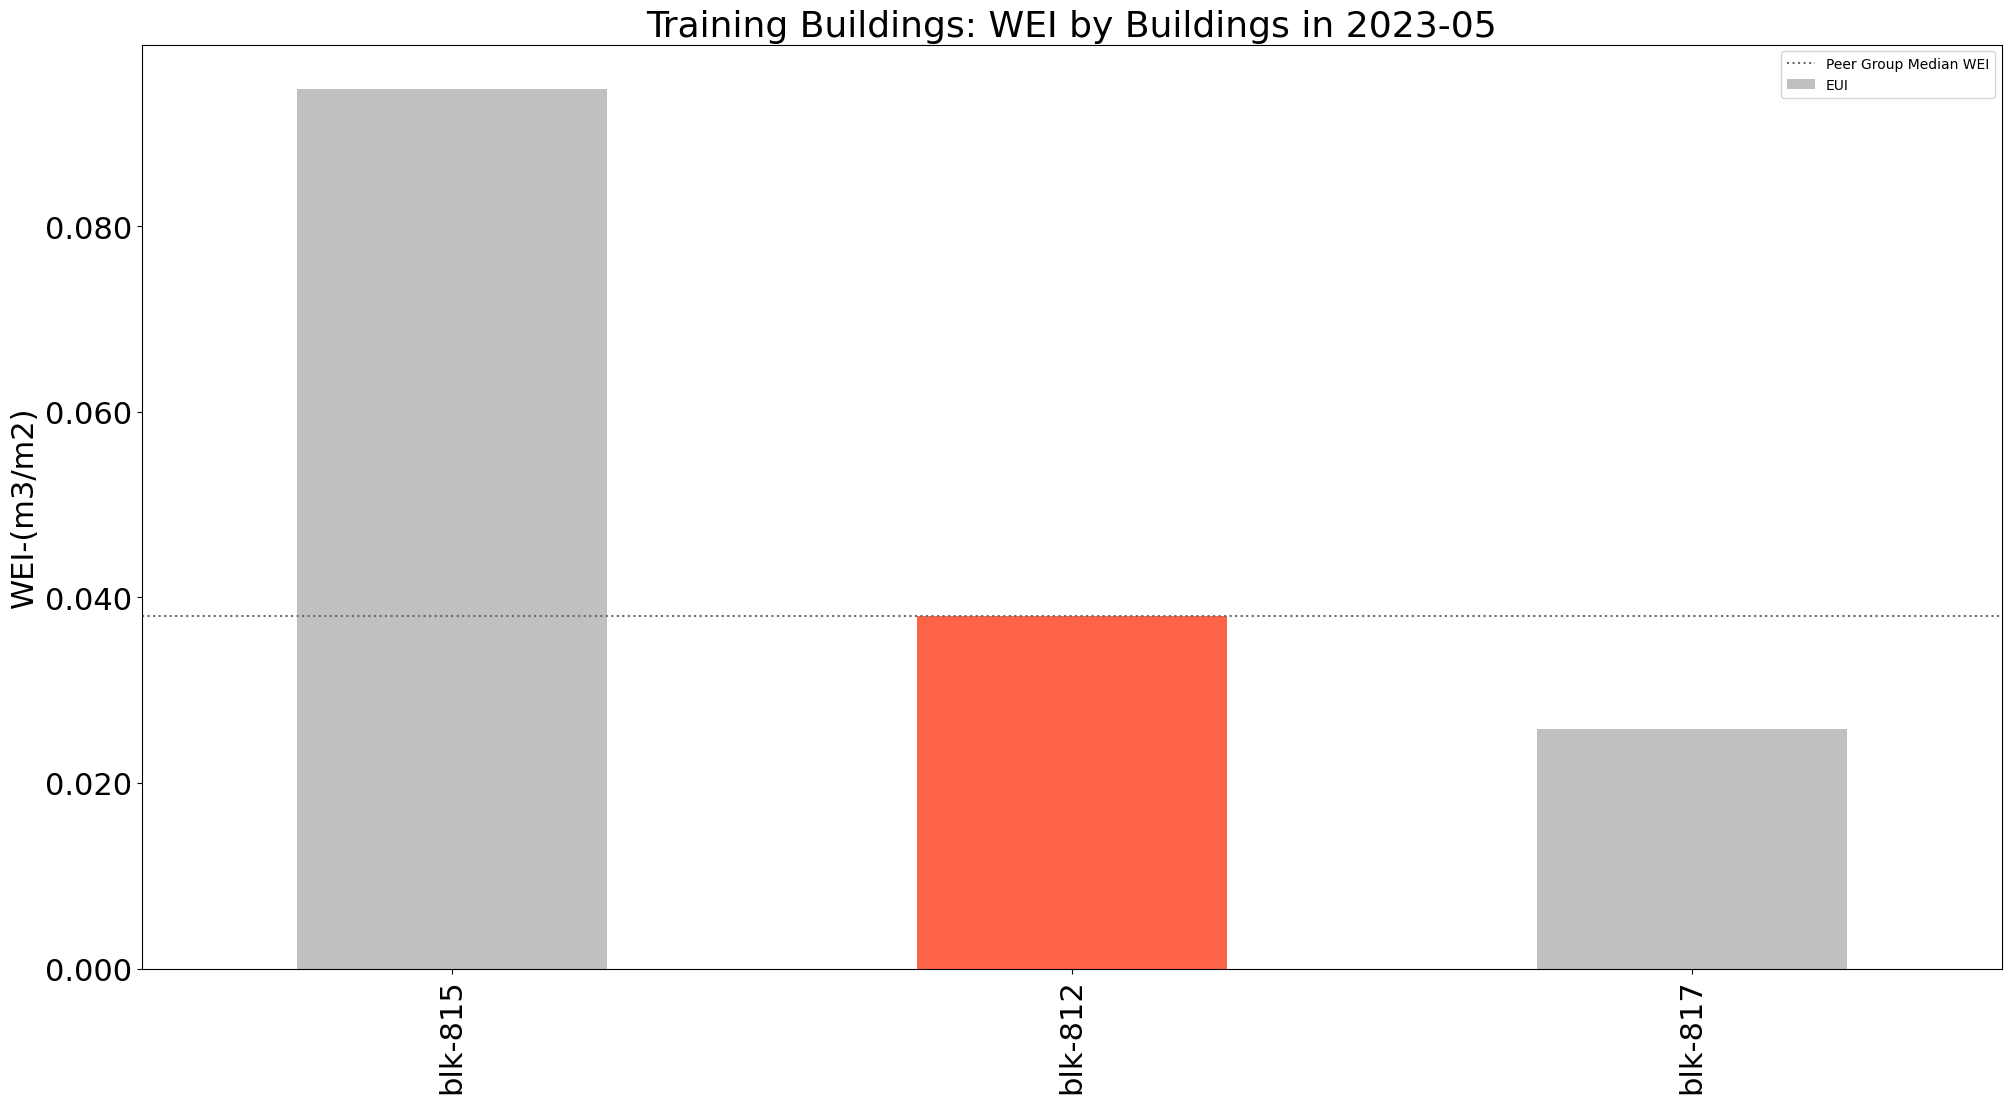 Training Buildings: WEI by Buildings in 2023-05
Peer Group Median WEI
EUI
WEI-(m3/m2)
0.080
0.060
0.040
0.020
0.000
blk-815
blk-812
blk-817